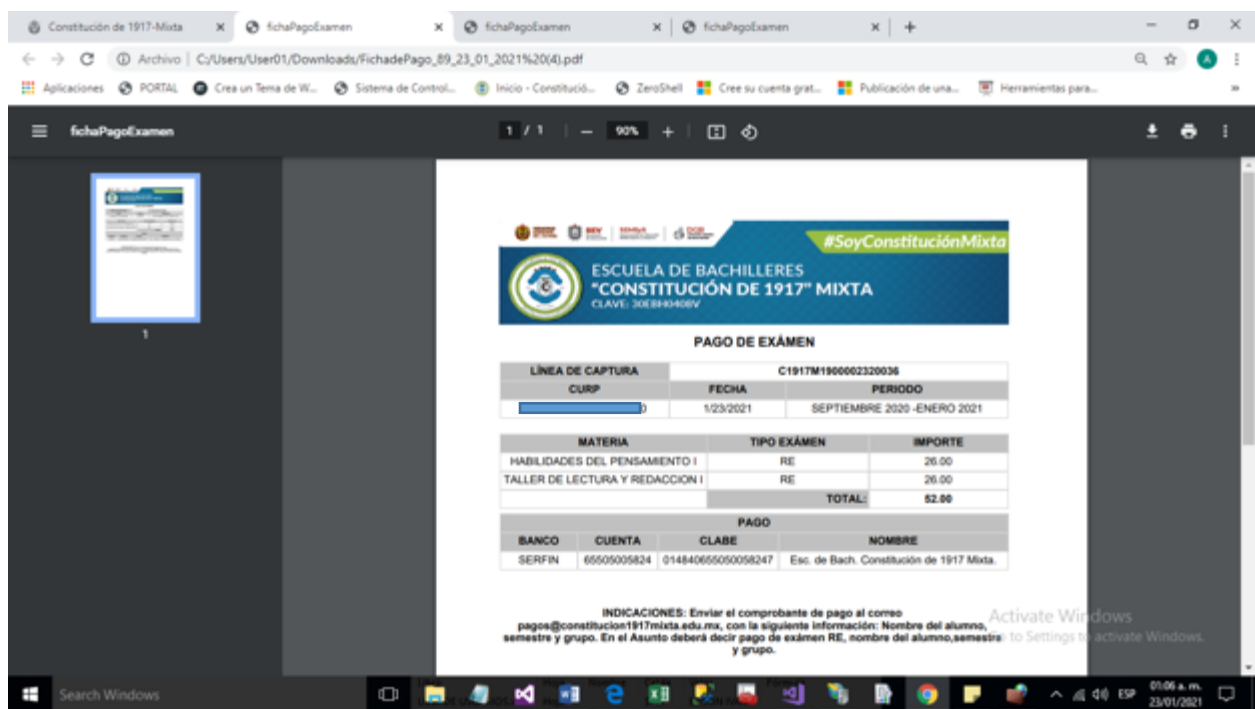 Constitución de 1917-Mixta
fichaPagoExamen
fichaPagoExamen
fichaPagoExamen
Archivo | C:/Users/User01/Downloads/FichadePago_89_23_01_2021%20(4).pdf
Aplicaciones PORTAL Crea un Tema de W... Sistema de Control... Inicio - Constitució... ZeroShell Cree su cuenta grat... Publicación de una... Herramientas para...
fichaPagoExamen 1 / 1 90%
1
SEV
#SoyConstituciónMixta
ESCUELA DE BACHILLERES
"CONSTITUCIÓN DE 1917" MIXTA
CLAVE: 30EBH0408V
PAGO DE EXÁMEN
LÍNEA DE CAPTURA C1917M1900002320036
CURP FECHA PERIODO
1/23/2021 SEPTIEMBRE 2020 -ENERO 2021
MATERIA TIPO EXÁMEN IMPORTE
HABILIDADES DEL PENSAMIENTO I RE 26.00
TALLER DE LECTURA Y REDACCION I RE 26.00
TOTAL: 52.00
PAGO
BANCO CUENTA CLABE NOMBRE
SERFIN 65505005824 014840655050058247 Esc. de Bach. Constitución de 1917 Mixta.
INDICACIONES: Enviar el comprobante de pago al correo
pagos@constitucion1917mixta.edu.mx, con la siguiente información: Nombre del alumno,
semestre y grupo. En el Asunto deberá decir pago de exámen RE, nombre del alumno,semestre
y grupo.
Activate Windows
to Settings to activate Windows.
Search Windows
ESP
01:06 a. m.
23/01/2021